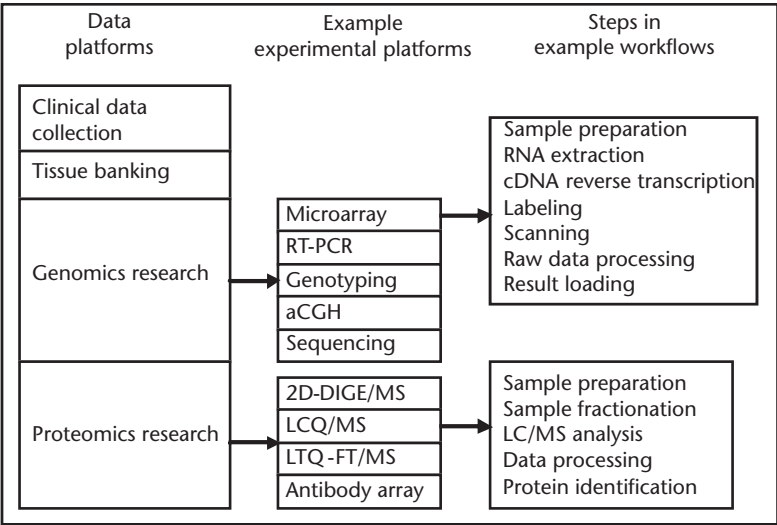 Data
platforms
Example
experimental platforms
Steps in
example workflows
Clinical data
collection
Tissue banking
Genomics research
Proteomics research
Microarray
RT-PCR
Genotyping
aCGH
Sequencing
2D-DIGE/MS
LCQ/MS
LTQ-FT/MS
Antibody array
Sample preparation
RNA extraction
cDNA reverse transcription
Labeling
Scanning
Raw data processing
Result loading
Sample preparation
Sample fractionation
LC/MS analysis
Data processing
Protein identification